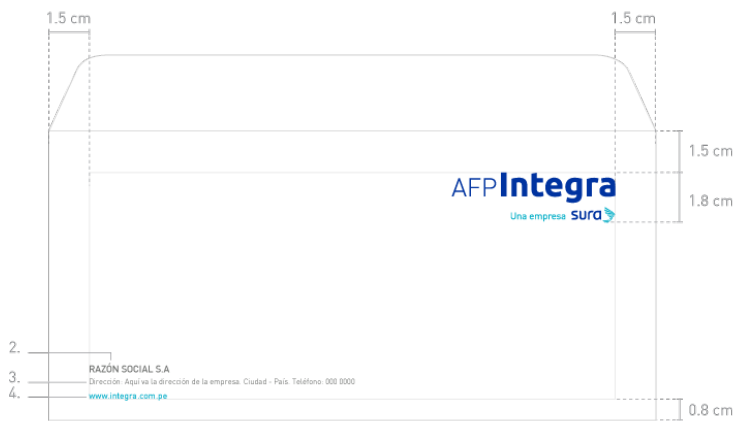 1.5 cm
1.5 cm
1.5 cm
AFP Integra
1.8 cm
Una empresa sura
2.
RAZÓN SOCIAL S.A
3.
Dirección: Aquí va la dirección de la empresa. Ciudad - País. Teléfono: 000 0000
4.
www.integra.com.pe
0.8 cm